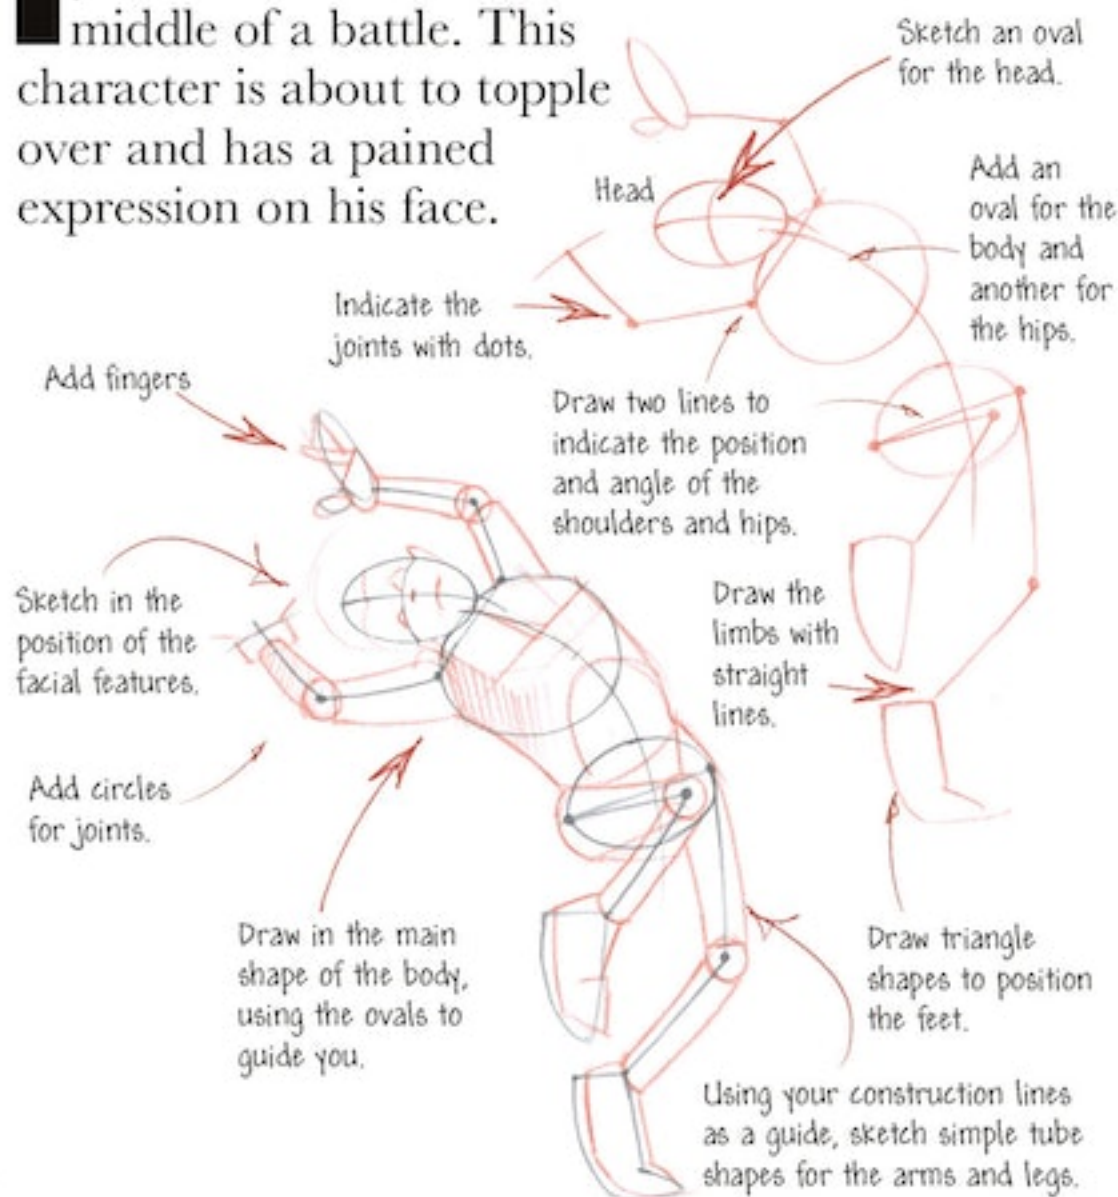 middle of a battle. This
character is about to topple
over and has a pained
expression on his face.
Sketch an oval
for the head.
Head
Add an
oval for the
body and
another for
the hips.
Indicate the
joints with dots.
Add fingers
Draw two lines to
indicate the position
and angle of the
shoulders and hips.
Sketch in the
position of the
facial features.
Draw the
limbs with
straight
lines.
Add circles
for joints.
Draw in the main
shape of the body,
using the ovals to
guide you.
Draw triangle
shapes to position
the feet.
Using your construction lines
as a guide, sketch simple tube
shapes for the arms and legs.